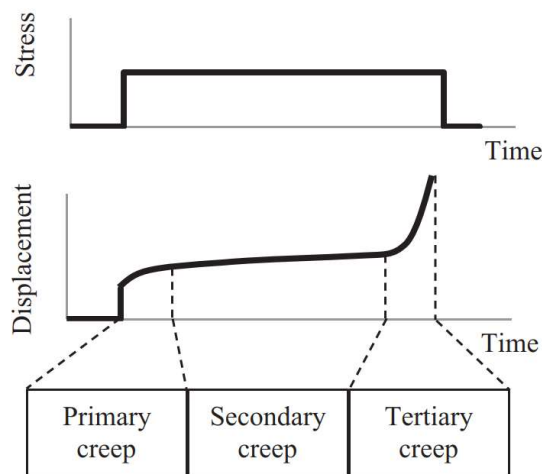 Stress
Time
Displacement
Time
Primary
creep
Secondary
creep
Tertiary
creep